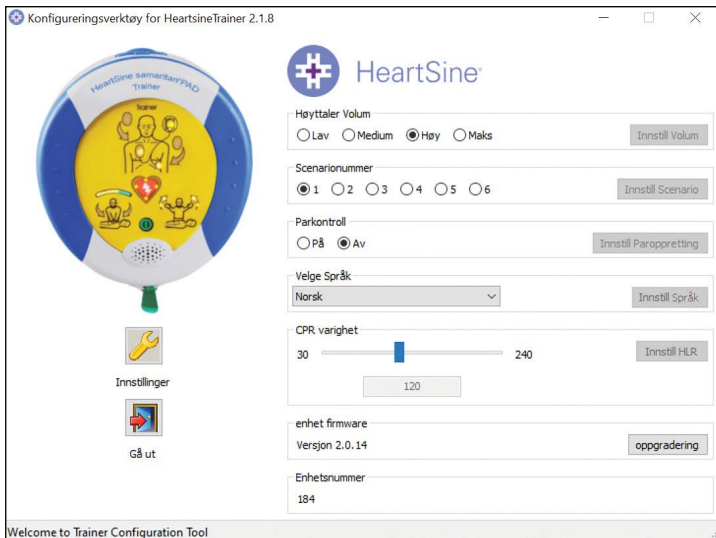 Konfigureringsverktøy for HeartsineTrainer 2.1.8
HeartSine samaritan PAD
Trainer
Trainer
HeartSine
Høyttaler Volum
Lav Medium Høy Maks Innstill Volum
Scenarionummer
1 2 3 4 5 6 Innstill Scenario
Parkontroll
På Av Innstill Paroppretting
Velge Språk
Norsk Innstill Språk
CPR varighet
30 240 Innstill HLR
120
Innstillinger
enhet firmware
Versjon 2.0.14 oppgradering
Gå ut
Enhetsnummer
184
Welcome to Trainer Configuration Tool